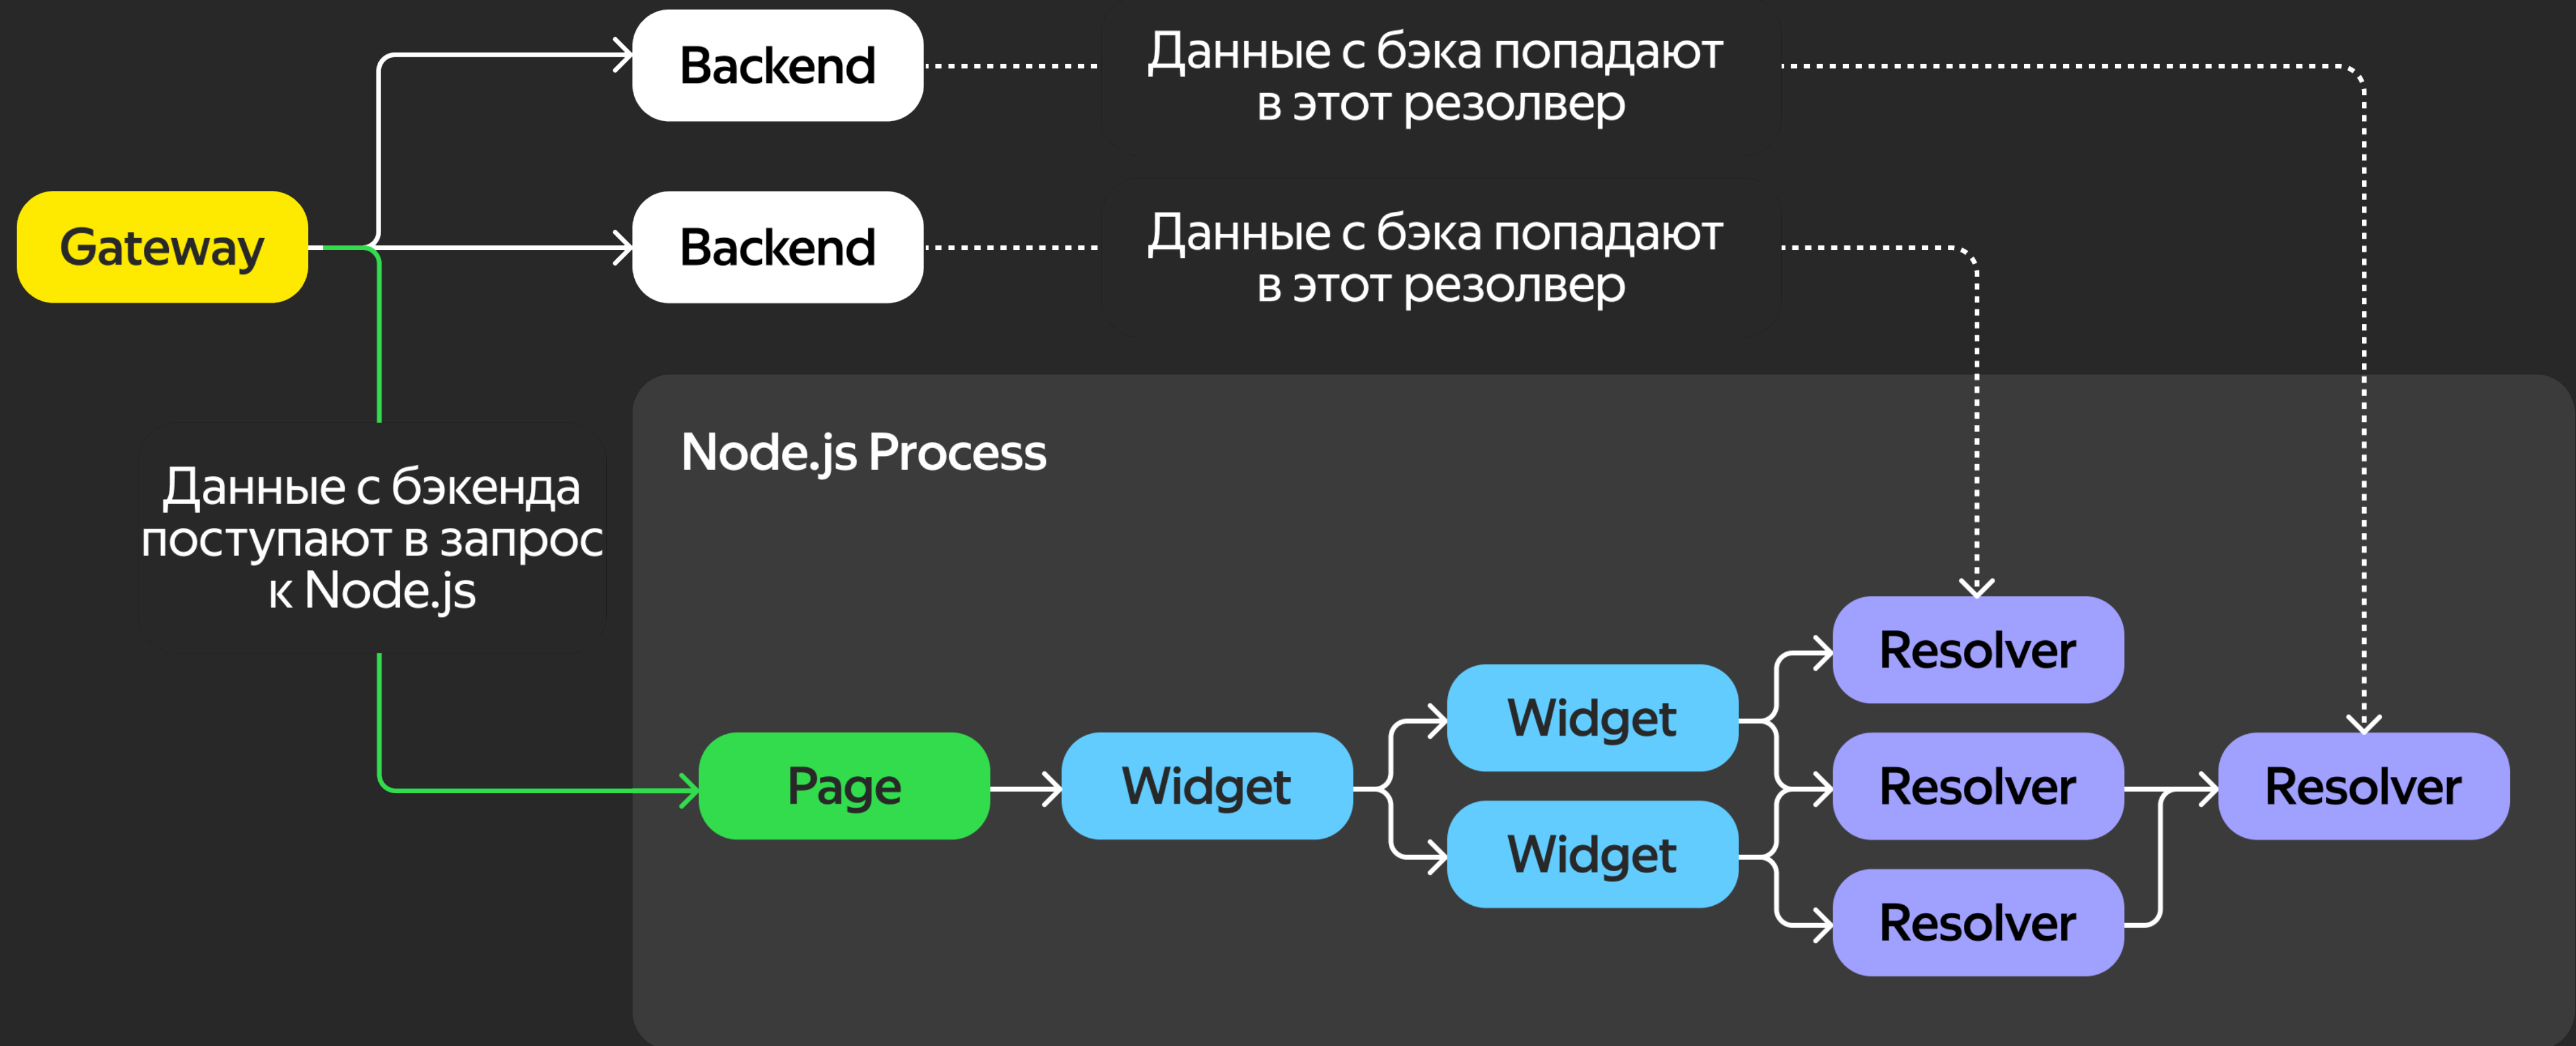 Backend
Данные с бэка попадают
в этот резолвер
Gateway
Backend
Данные с бэка попадают
в этот резолвер
Данные с бэкенда
поступают в запрос
к Node.js
Node.js Process
Page
Widget
Widget
Widget
Resolver
Resolver
Resolver
Resolver